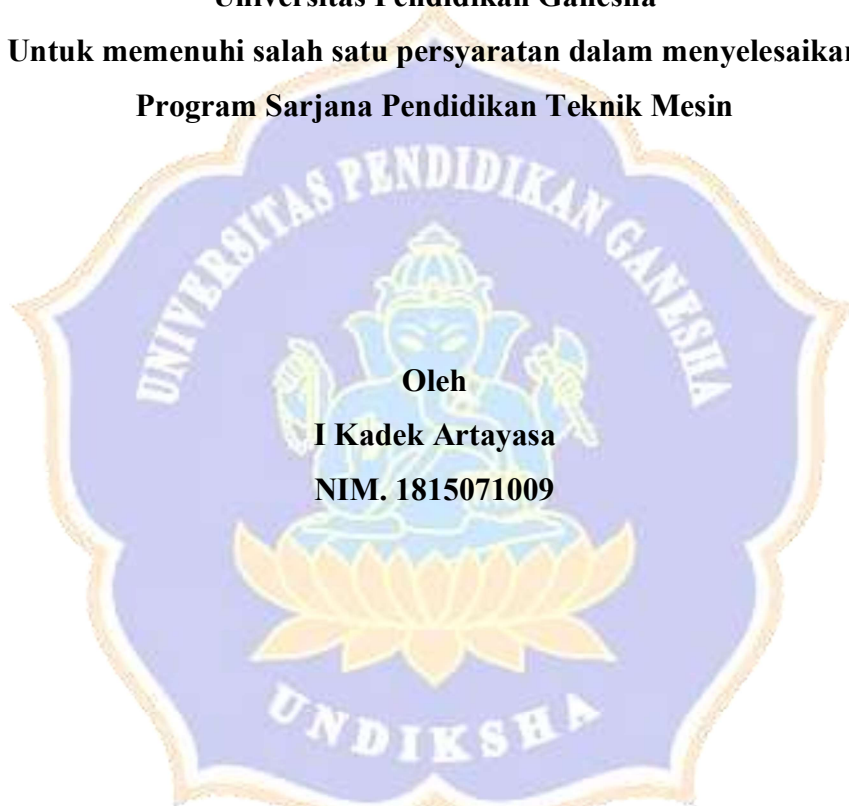 Universitas Pendidikan Ganesha
Untuk memenuhi salah satu persyaratan dalam menyelesaikan
Program Sarjana Pendidikan Teknik Mesin
UNIVERSITAS PENDIDIKAN GANESHA
Oleh
I Kadek Artayasa
NIM. 1815071009
UNDIKSHA